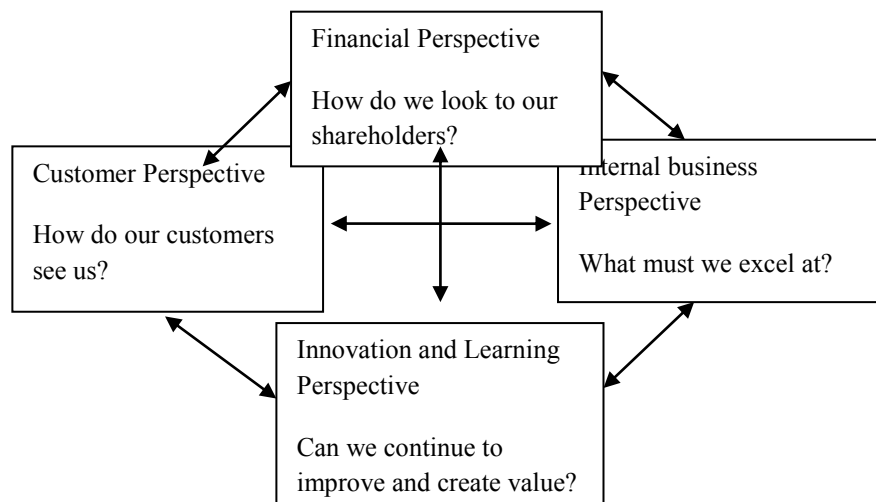 Financial Perspective
How do we look to our
shareholders?
Customer Perspective
How do our customers
see us?
Internal business
Perspective
What must we excel at?
Innovation and Learning
Perspective
Can we continue to
improve and create value?